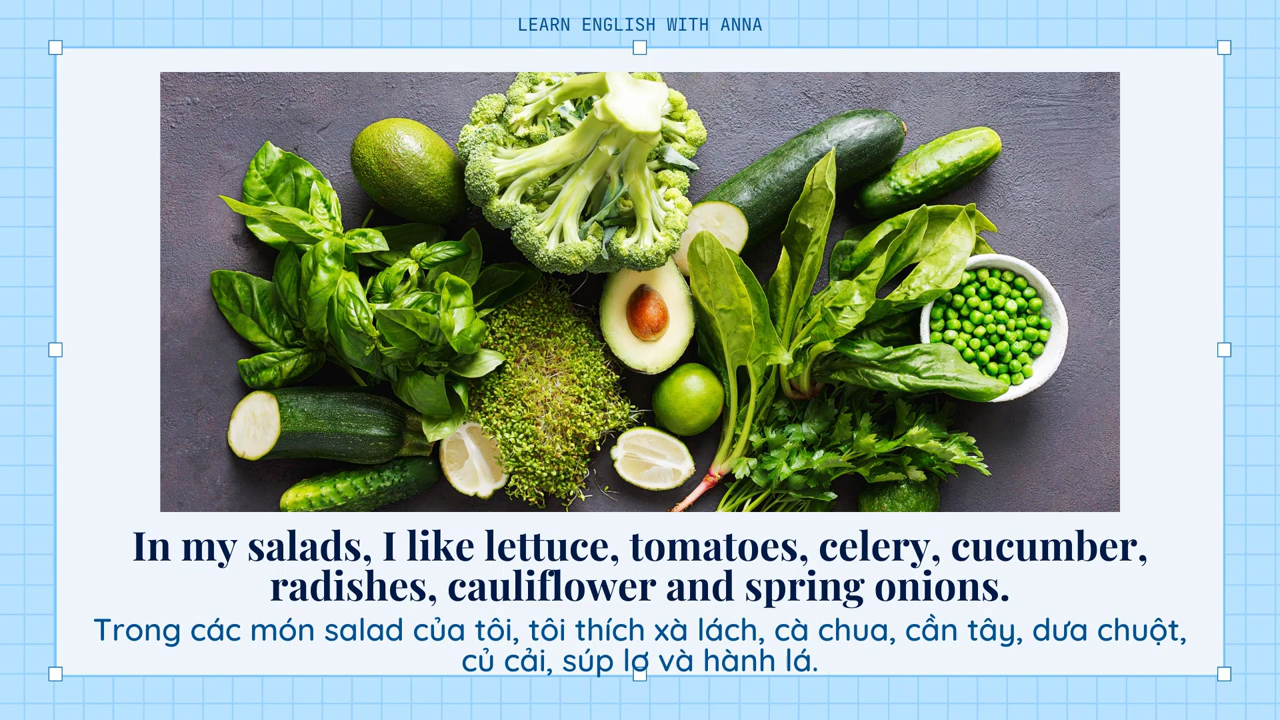 LEARN ENGLISH WITH ANNA
In my salads, I like lettuce, tomatoes, celery, cucumber,
radishes, cauliflower and spring onions.
Trong các món salad của tôi, tôi thích xà lách, cà chua, cần tây, dưa chuột,
củ cải, súp lơ và hành lá.